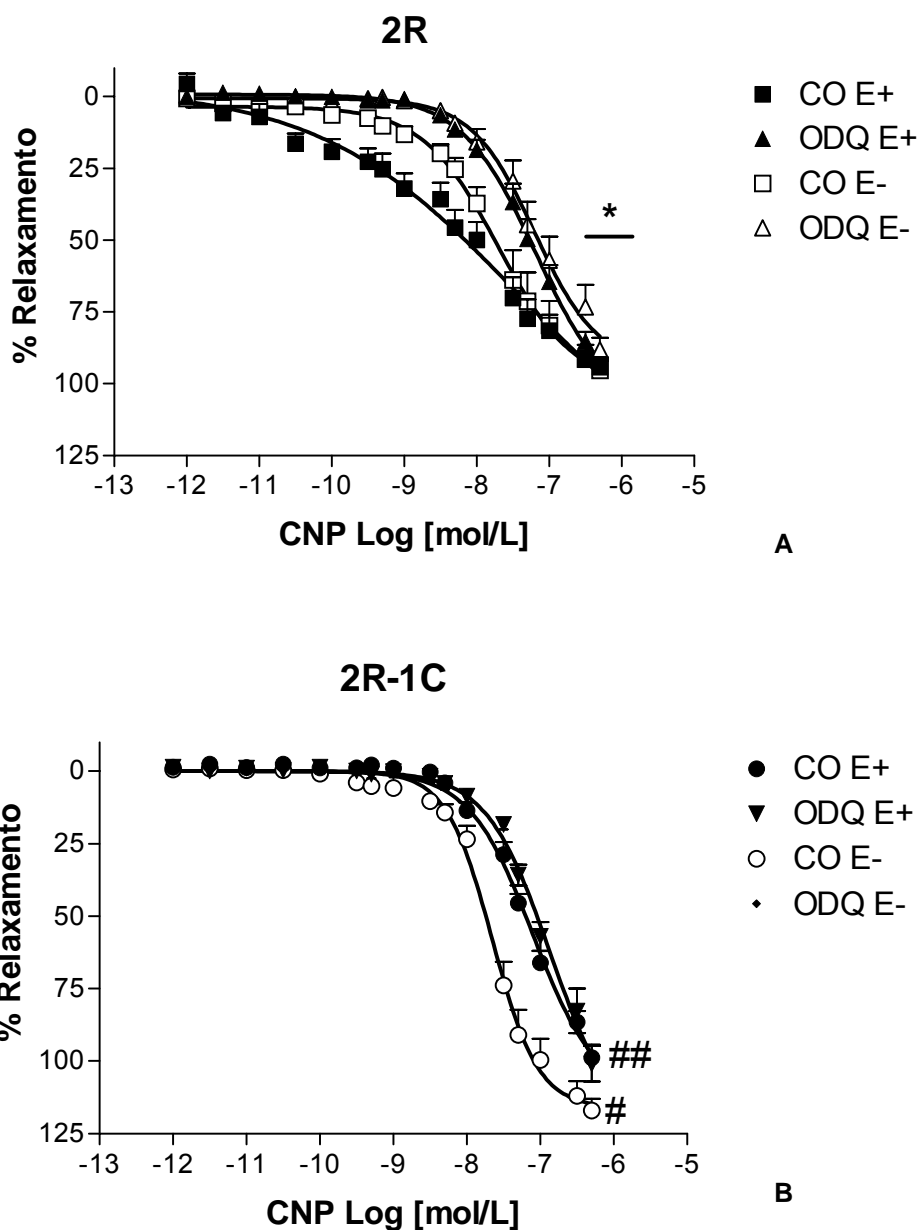 2R
% Relaxamento
0
25
50
75
100
125
-13 -12 -11 -10 -9 -8 -7 -6 -5
CNP Log [mol/L]
CO E+
ODQ E+
CO E-
ODQ E-
*
A
2R-1C
% Relaxamento
0
25
50
75
100
125
-13 -12 -11 -10 -9 -8 -7 -6 -5
CNP Log [mol/L]
CO E+
ODQ E+
CO E-
ODQ E-
##
#
B